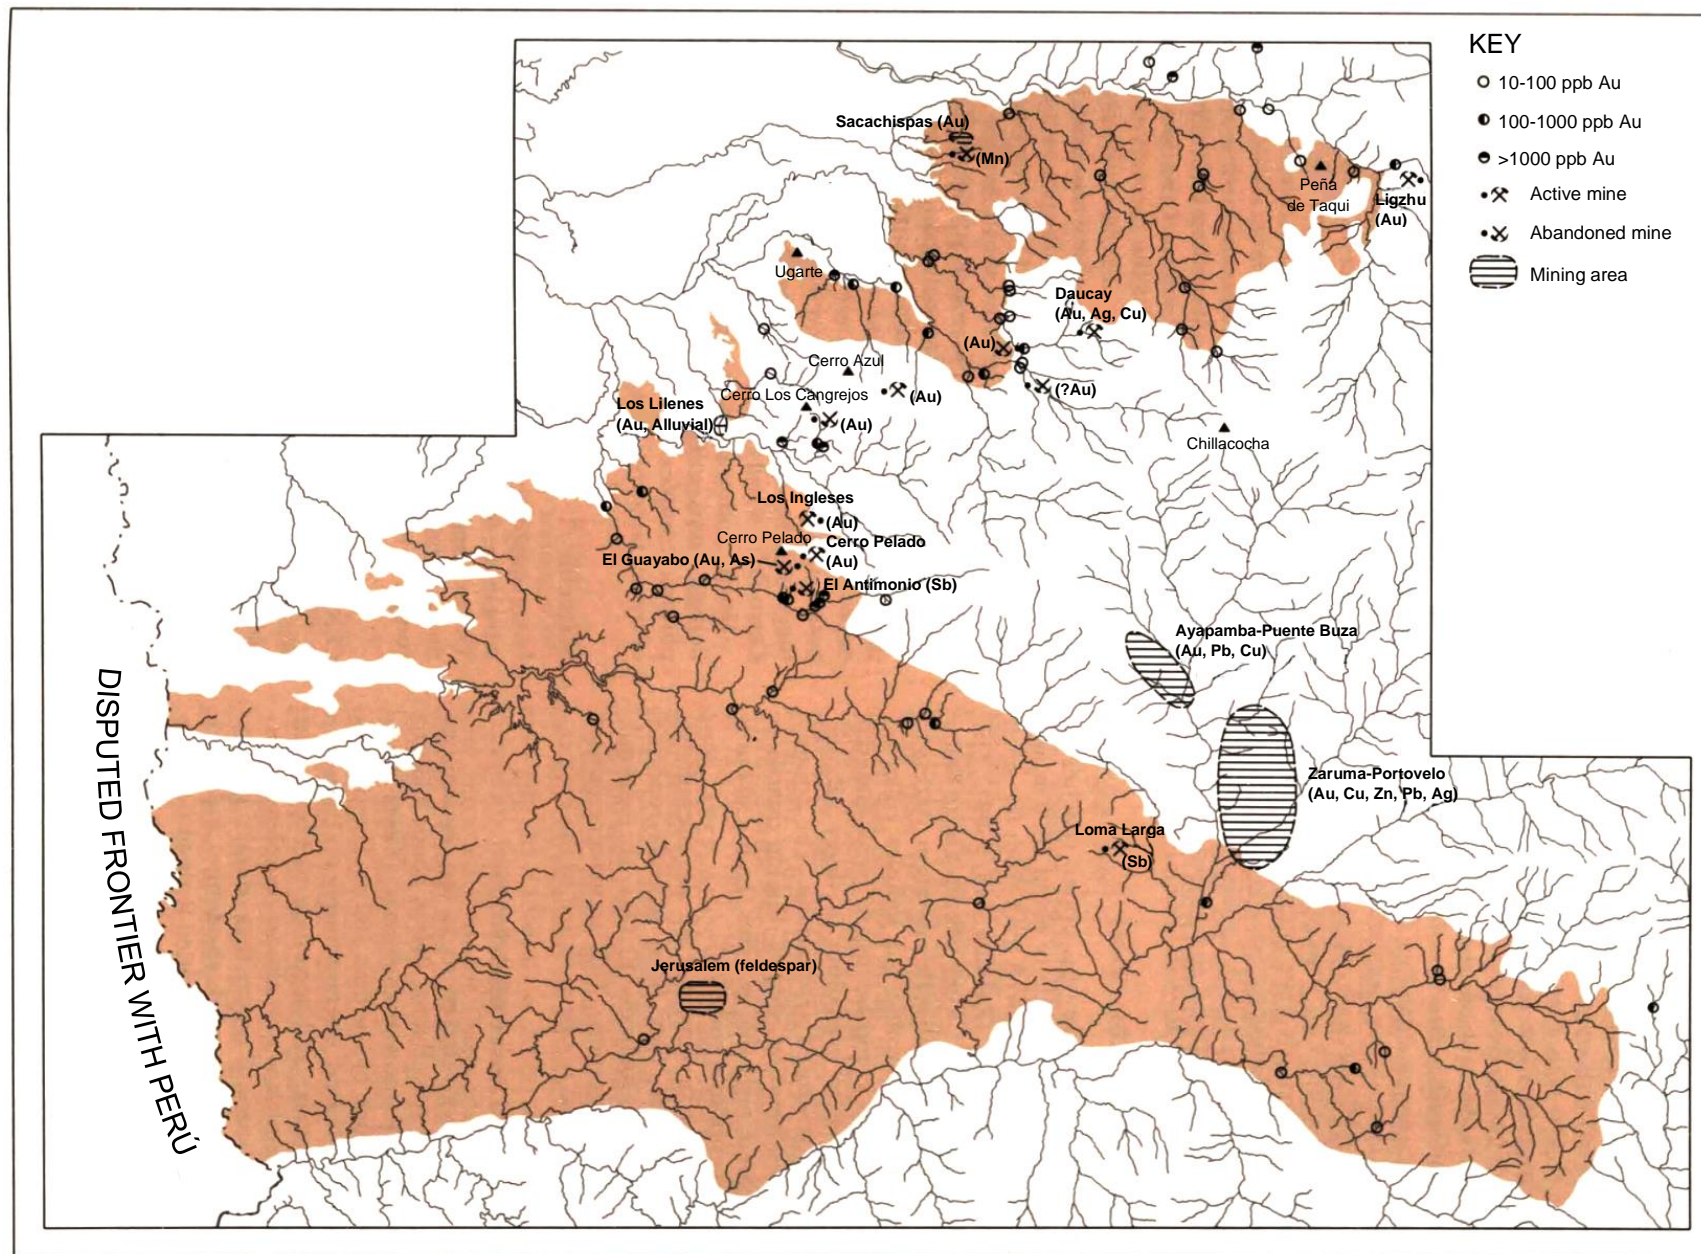 KEY
10-100 ppb Au
100-1000 ppb Au
>1000 ppb Au
Active mine
Abandoned mine
Mining area
Sacachispas (Au)
(Mn)
Peña
de Taqui
Ligzhu
(Au)
Ugarte
Daucay
(Au, Ag, Cu)
(Au)
Cerro Azul
(?Au)
(Au)
Cerro Los Cangrejos
Los Lilenes
(Au, Alluvial)
(Au)
Chillacocha
Los Ingleses
(Au)
Cerro Pelado
Cerro Pelado
(Au)
El Guayabo (Au, As)
El Antimonio (Sb)
Ayapamba-Puente Buza
(Au, Pb, Cu)
DISPUTED FRONTIER WITH PERÚ
Zaruma-Portovelo
(Au, Cu, Zn, Pb, Ag)
Loma Larga
(Sb)
Jerusalem (feldespar)